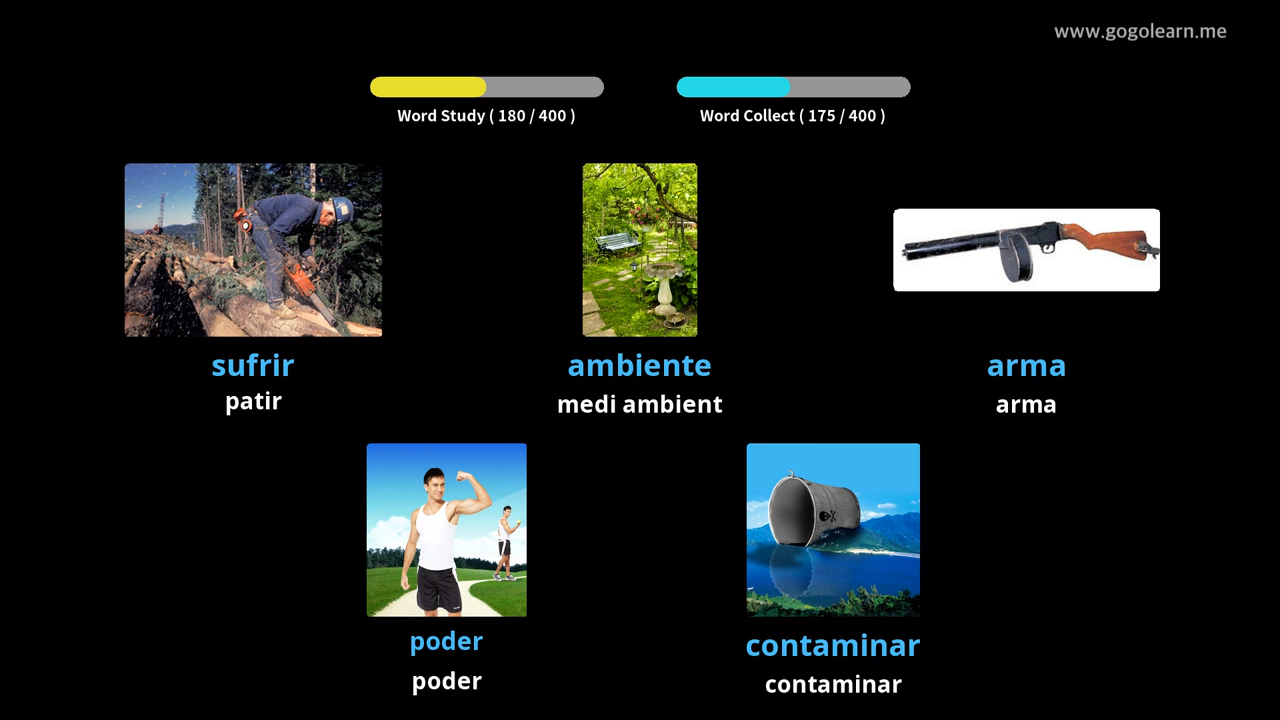 www.gogolearn.me
Word Study ( 180 / 400 )
Word Collect ( 175 / 400 )
sufrir
patir
ambiente
medi ambient
arma
arma
poder
poder
contaminar
contaminar